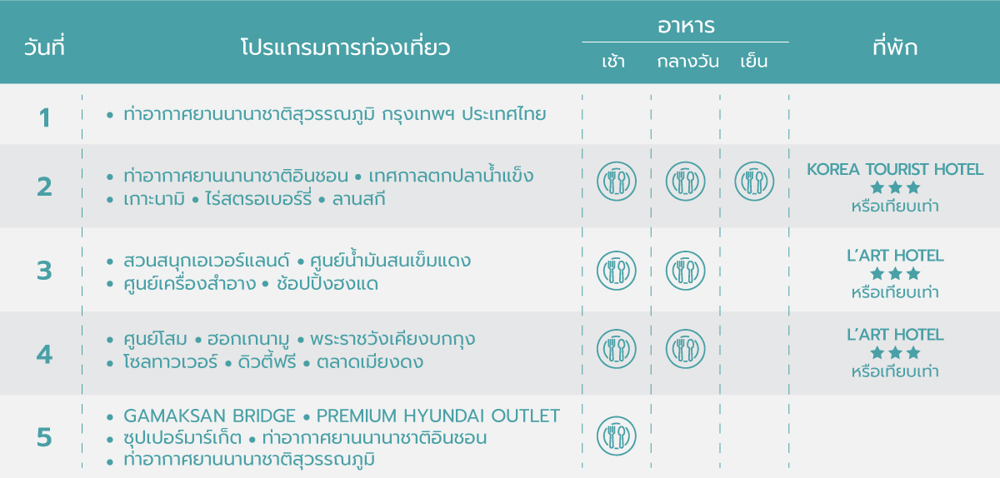 วันที่ โปรแกรมการท่องเที่ยว อาหาร ที่พัก
เช้า กลางวัน เย็น
1 • ท่าอากาศยานนานาชาติสุวรรณภูมิ กรุงเทพฯ ประเทศไทย
2
• ท่าอากาศยานนานาชาติอินชอน • เทศกาลตกปลาน้ำแข็ง
• เกาะนามิ • ไร่สตรอเบอร์รี่ • ลานสกี
KOREA TOURIST HOTEL
★★★
หรือเทียบเท่า
3
• สวนสนุกเอเวอร์แลนด์ • ศูนย์น้ำมันสนเข็มแดง
• ศูนย์เครื่องสำอาง • ช้อปปิ้งฮงแด
L’ART HOTEL
★★★
หรือเทียบเท่า
4
• ศูนย์โสม • ฮอกเกนามู • พระราชวังเคียงบกกุง
• โซลทาวเวอร์ • ดิวตี้ฟรี • ตลาดเมียงดง
L’ART HOTEL
★★★
หรือเทียบเท่า
5
• GAMAKSAN BRIDGE • PREMIUM HYUNDAI OUTLET
• ซุปเปอร์มาร์เก็ต • ท่าอากาศยานนานาชาติอินชอน
• ท่าอากาศยานนานาชาติสุวรรณภูมิ